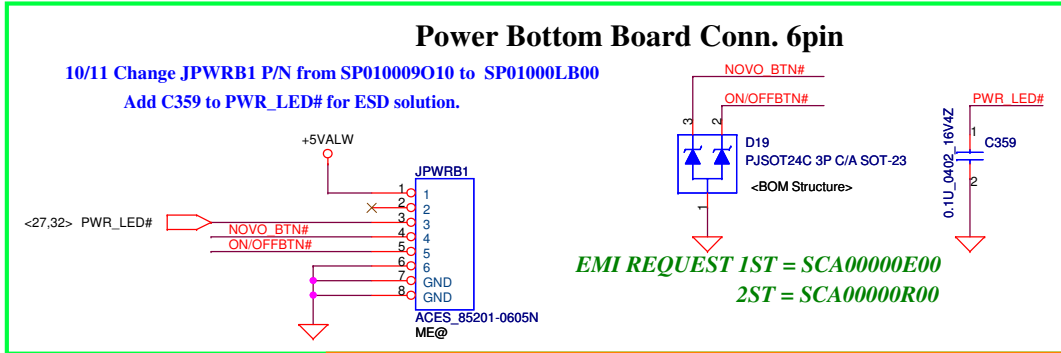 Power Bottom Board Conn. 6pin
10/11 Change JPWRB1 P/N from SP010009O10 to SP01000LB00
Add C359 to PWR_LED# for ESD solution.
NOVO_BTN#
ON/OFFBTN#
PWR_LED#
+5VALW
JPWRB1
1 1
2 2
<27,32> PWR_LED# 3 3
NOVO_BTN# 4 4
ON/OFFBTN# 5 5
6 6
7 GND
8 GND
ACES_85201-0605N
ME@
3 2
D19
PJSOT24C 3P C/A SOT-23
<BOM Structure>
1
0.1U_0402_16V4Z
1
C359
2
EMI REQUEST 1ST = SCA00000E00
2ST = SCA00000R00